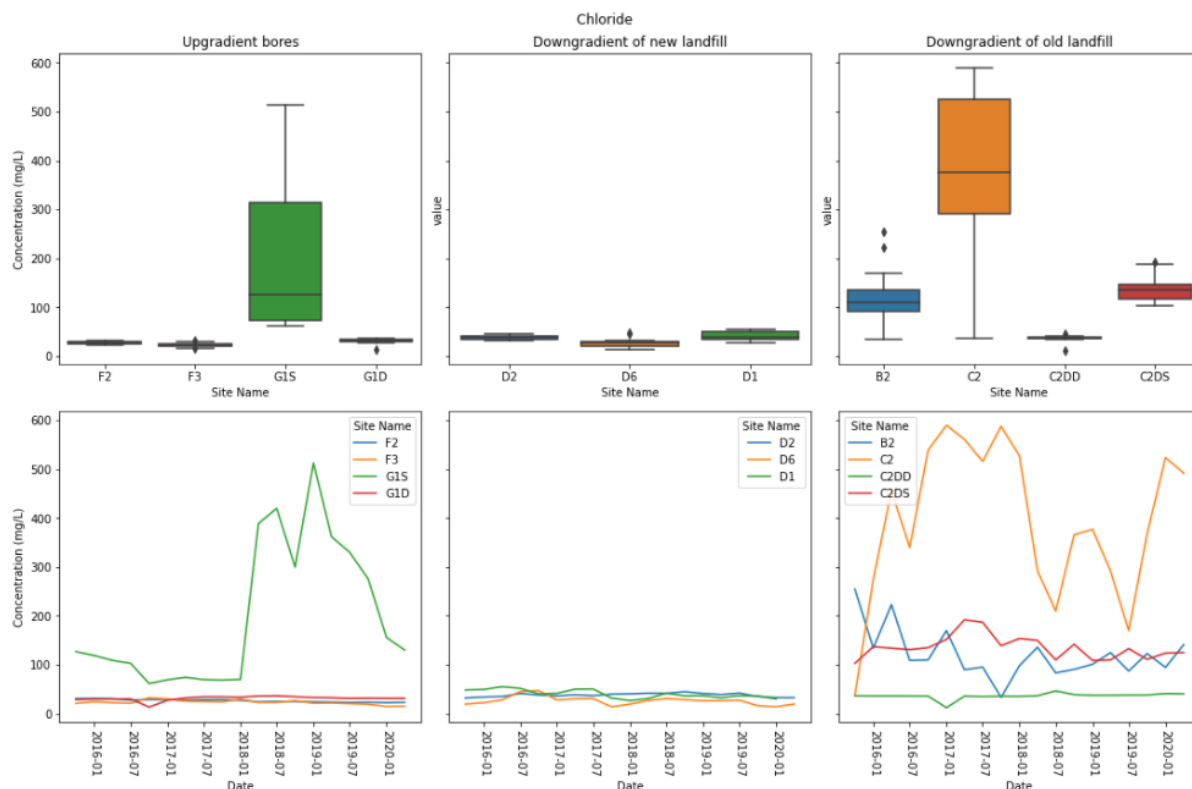 Chloride
Upgradient bores
Downgradient of new landfill
Downgradient of old landfill
600
500
400
300
200
100
0
Concentration (mg/L)
value
value
F2 F3 G1S G1D
Site Name
D2 D6 D1
Site Name
B2 C2 C2DD C2DS
Site Name
600
500
400
300
200
100
0
Concentration (mg/L)
Site Name
F2
F3
G1S
G1D
Site Name
D2
D6
D1
Site Name
B2
C2
C2DD
C2DS
2016-01
2016-07
2017-01
2017-07
2018-01
2018-07
2019-01
2019-07
2020-01
Date
2016-01
2016-07
2017-01
2017-07
2018-01
2018-07
2019-01
2019-07
2020-01
Date
2016-01
2016-07
2017-01
2017-07
2018-01
2018-07
2019-01
2019-07
2020-01
Date